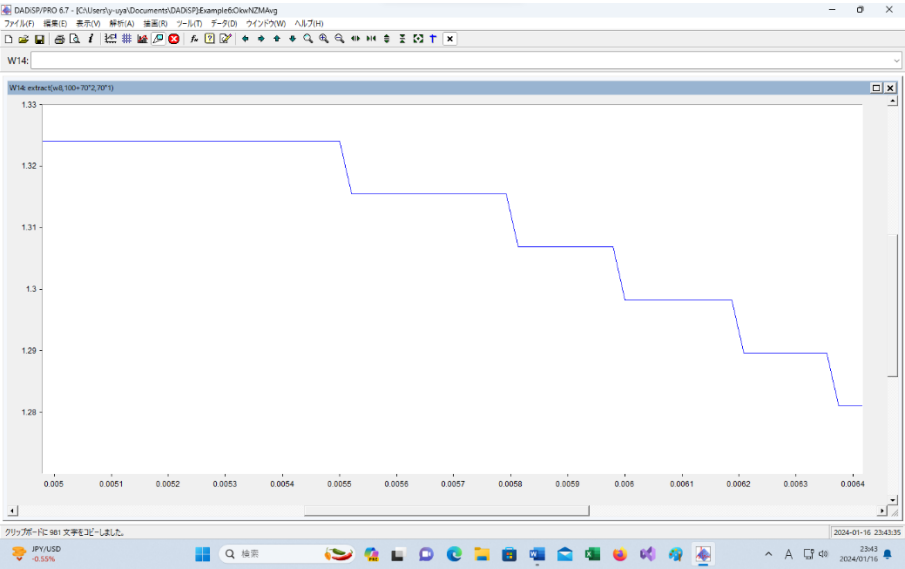 DADiSP/PRO 6.7 - [C:\Users\y-uya\Documents\DADiSP]:Example6:OkwNZMAvg
ファイル(F) 編集(E) 表示(V) 解析(A) 描画(R) ツール(T) データ(D) ウインドウ(W) ヘルプ(H)
W14:
W14: extract(w8,100+70*2,70*1)
1.33
1.32
1.31
1.3
1.29
1.28
0.005 0.0051 0.0052 0.0053 0.0054 0.0055 0.0056 0.0057 0.0058 0.0059 0.006 0.0061 0.0062 0.0063 0.0064
クリップボードに 981 文字をコピーしました。
2024-01-16 23:43:35
JPY/USD
-0.55%
検索
A
23:43
2024/01/16